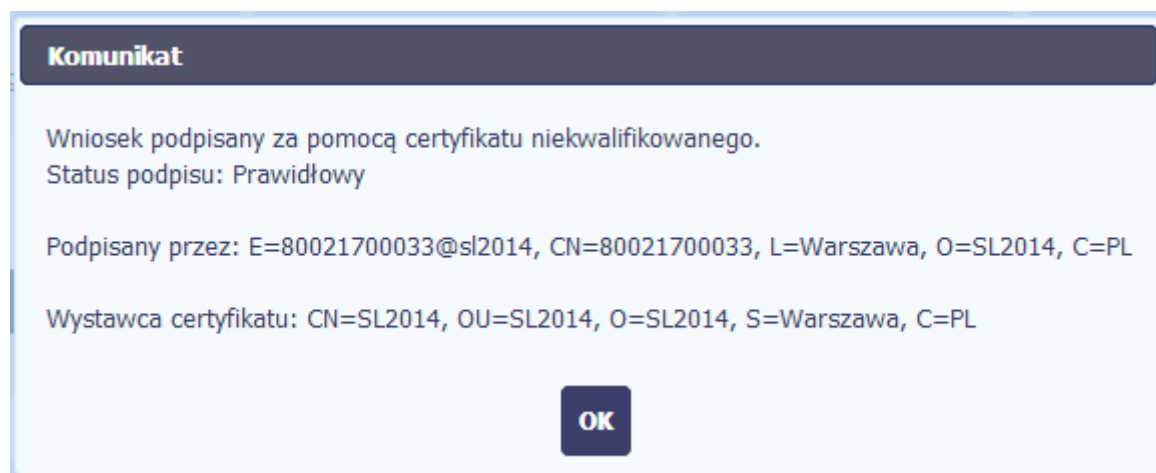 Komunikat
Wniosek podpisany za pomocą certyfikatu niekwalifikowanego.
Status podpisu: Prawidłowy
Podpisany przez: E=80021700033@sl2014, CN=80021700033, L=Warszawa, O=SL2014, C=PL
Wystawca certyfikatu: CN=SL2014, OU=SL2014, O=SL2014, S=Warszawa, C=PL
OK